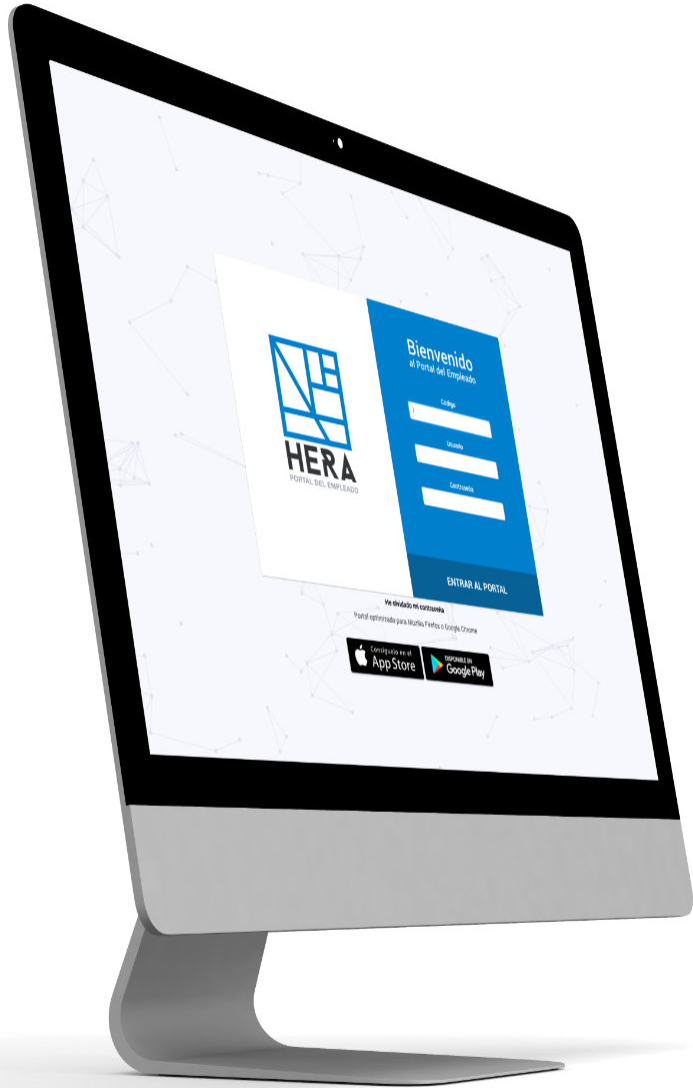 HERA
PORTAL DEL EMPLEADO
Bienvenido
al Portal del Empleado
Código
Usuario
Contraseña
ENTRAR AL PORTAL
He olvidado mi contraseña
Portal optimizado para Mozilla Firefox o Google Chrome
Consíguelo en el
App Store
DISPONIBLE EN
Google Play